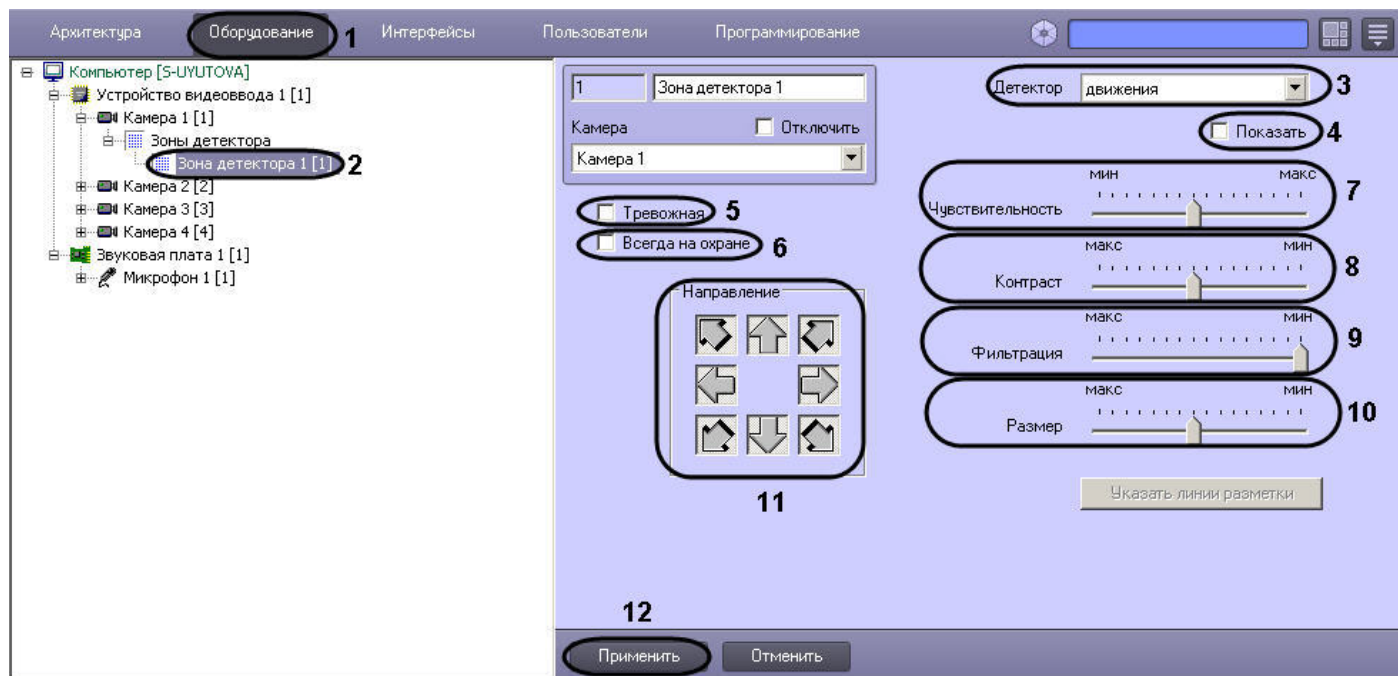 Архитектура Оборудование 1 Интерфейсы Пользователи Программирование
Компьютер [S-UYUTOVA]
Устройство видеоввода 1 [1]
Камера 1 [1]
Зоны детектора
Зона детектора 1 [1] 2
Камера 2 [2]
Камера 3 [3]
Камера 4 [4]
Звуковая плата 1 [1]
Микрофон 1 [1]
1 Зона детектора 1
Камера Отключить
Камера 1
Тревожная 5
Всегда на охране 6
Направление
11
Детектор движения 3
Показать 4
мин макс 7
Чувствительность
макс мин 8
Контраст
макс мин 9
Фильтрация
макс мин 10
Размер
Указать линии разметки
12
Применить Отменить